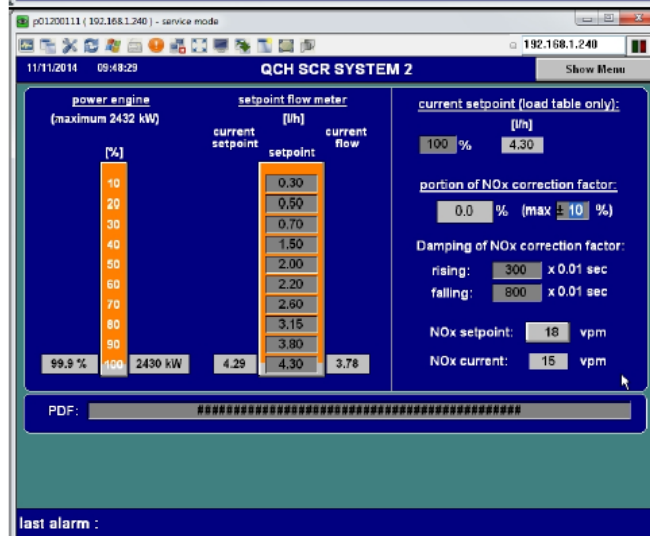 p01200111 ( 192.168.1.240 ) - service mode
192.168.1.240
11/11/2014 09:48:29 QCH SCR SYSTEM 2 Show Menu
power engine
(maximum 2432 kW)
[%]
10
20
30
40
50
60
70
80
90
100
99.9 %
2430 kW
setpoint flow meter
[l/h]
current setpoint
setpoint
current flow
0.30
0.50
0.70
1.50
2.00
2.20
2.60
3.15
3.80
4.29 4.30 3.78
current setpoint (load table only):
[l/h]
100 % 4.30
portion of NOx correction factor:
0.0 % (max ± 10 %)
Damping of NOx correction factor:
rising: 300 x 0.01 sec
falling: 800 x 0.01 sec
NOx setpoint: 18 vpm
NOx current: 15 vpm
PDF: #############################################
last alarm :